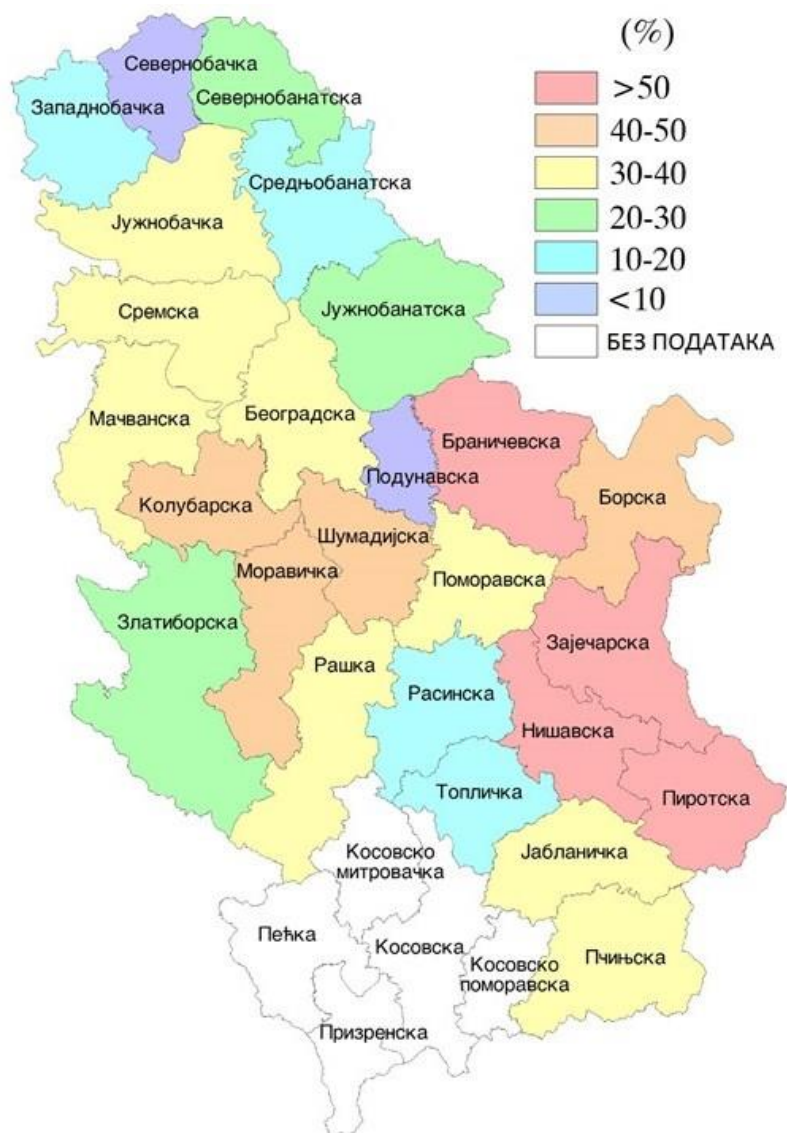 (%)
>50
40-50
30-40
20-30
10-20
<10
БЕЗ ПОДАТАКА
Севернобачка
Западнобачка
Севернобанатска
Средњобанатска
Јужнобачка
Јужнобанатска
Сремска
Мачванска
Београдска
Браничевска
Подунавска
Борска
Колубарска
Шумадијска
Моравичка
Поморавска
Златиборска
Зајечарска
Рашка
Расинска
Нишавска
Топличка
Пиротска
Косовско
митровачка
Јабланичка
Пећка
Косовска
Косовско
поморавска
Пчињска
Призренска